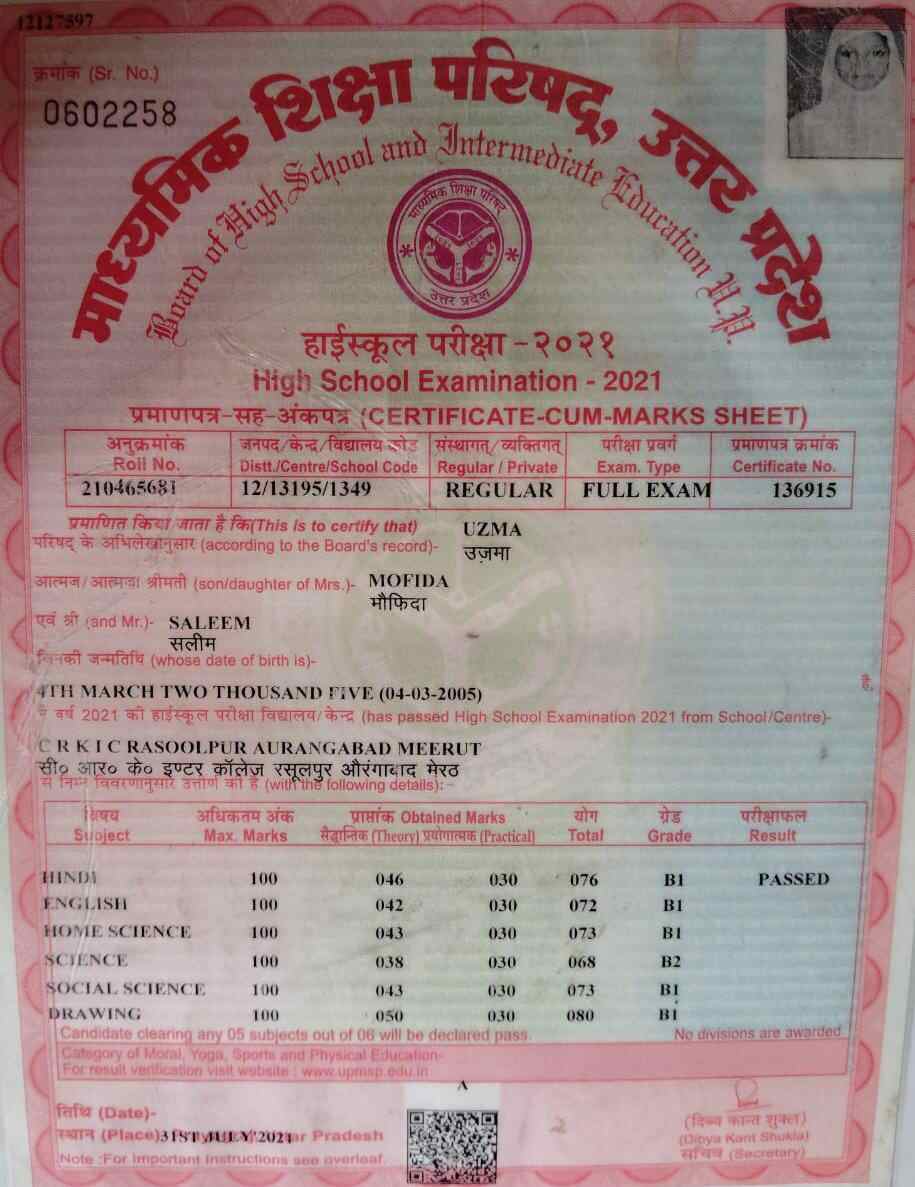 12127597
क्रमांक (Sr. No.)
0602258
माध्यमिक शिक्षा परिषद्, उत्तर प्रदेश
Board of High School and Intermediate Education U.P.
माध्यमिक शिक्षा परिषद्
उत्तर प्रदेश
हाईस्कूल परीक्षा - २०२१
High School Examination - 2021
प्रमाणपत्र-सह-अंकपत्र (CERTIFICATE-CUM-MARKS SHEET)
अनुक्रमांक जनपद/केन्द्र/विद्यालय कोड संस्थागत/व्यक्तिगत् परीक्षा प्रवर्ग प्रमाणपत्र क्रमांक
Roll No. Distt./Centre/School Code Regular / Private Exam. Type Certificate No.
210465681 12/13195/1349 REGULAR FULL EXAM 136915
प्रमाणित किया जाता है कि(This is to certify that) UZMA
परिषद् के अभिलेखानुसार (according to the Board's record)- उज़मा
आत्मज/आत्मजा श्रीमती (son/daughter of Mrs.)- MOFIDA
मौफिदा
एवं श्री (and Mr.)- SALEEM
सलीम
जिनकी जन्मतिथि (whose date of birth is)-
4TH MARCH TWO THOUSAND FIVE (04-03-2005) है,
ने वर्ष 2021 की हाईस्कूल परीक्षा विद्यालय/केन्द्र (has passed High School Examination 2021 from School/Centre)-
C R K I C RASOOLPUR AURANGABAD MEERUT
सी० आर० के० इण्टर कॉलेज रसूलपुर औरंगाबाद मेरठ
से निम्न विवरणानुसार उत्तीर्ण की है (with the following details):-
विषय अधिकतम अंक प्राप्तांक Obtained Marks योग ग्रेड परीक्षाफल
Subject Max. Marks सैद्धान्तिक (Theory) प्रयोगात्मक (Practical) Total Grade Result
HINDI 100 046 030 076 B1 PASSED
ENGLISH 100 042 030 072 B1
HOME SCIENCE 100 043 030 073 B1
SCIENCE 100 038 030 068 B2
SOCIAL SCIENCE 100 043 030 073 B1
DRAWING 100 050 030 080 B1
Candidate clearing any 05 subjects out of 06 will be declared pass. No divisions are awarded
Category of Moral, Yoga, Sports and Physical Education-
For result verification visit website : www.upmsp.edu.in
A
तिथि (Date)-
स्थान (Place) 31ST JULY 2021 Pradesh
Note :For Important Instructions see overleaf.
(दिब्य कान्त शुक्ल)
(Dibya Kant Shukla)
सचिव (Secretary)